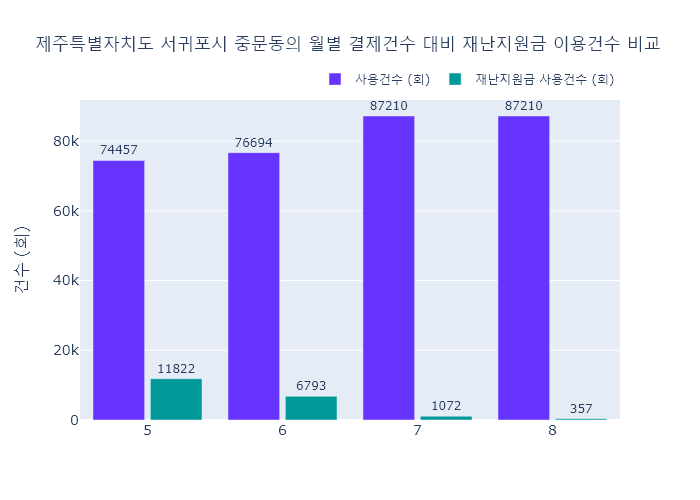 제주특별자치도 서귀포시 중문동의 월별 결제건수 대비 재난지원금 이용건수 비교
사용건수 (회) 재난지원금 사용건수 (회)
건수 (회)
80k
60k
40k
20k
0
74457 76694 87210 87210
11822 6793 1072 357
5 6 7 8